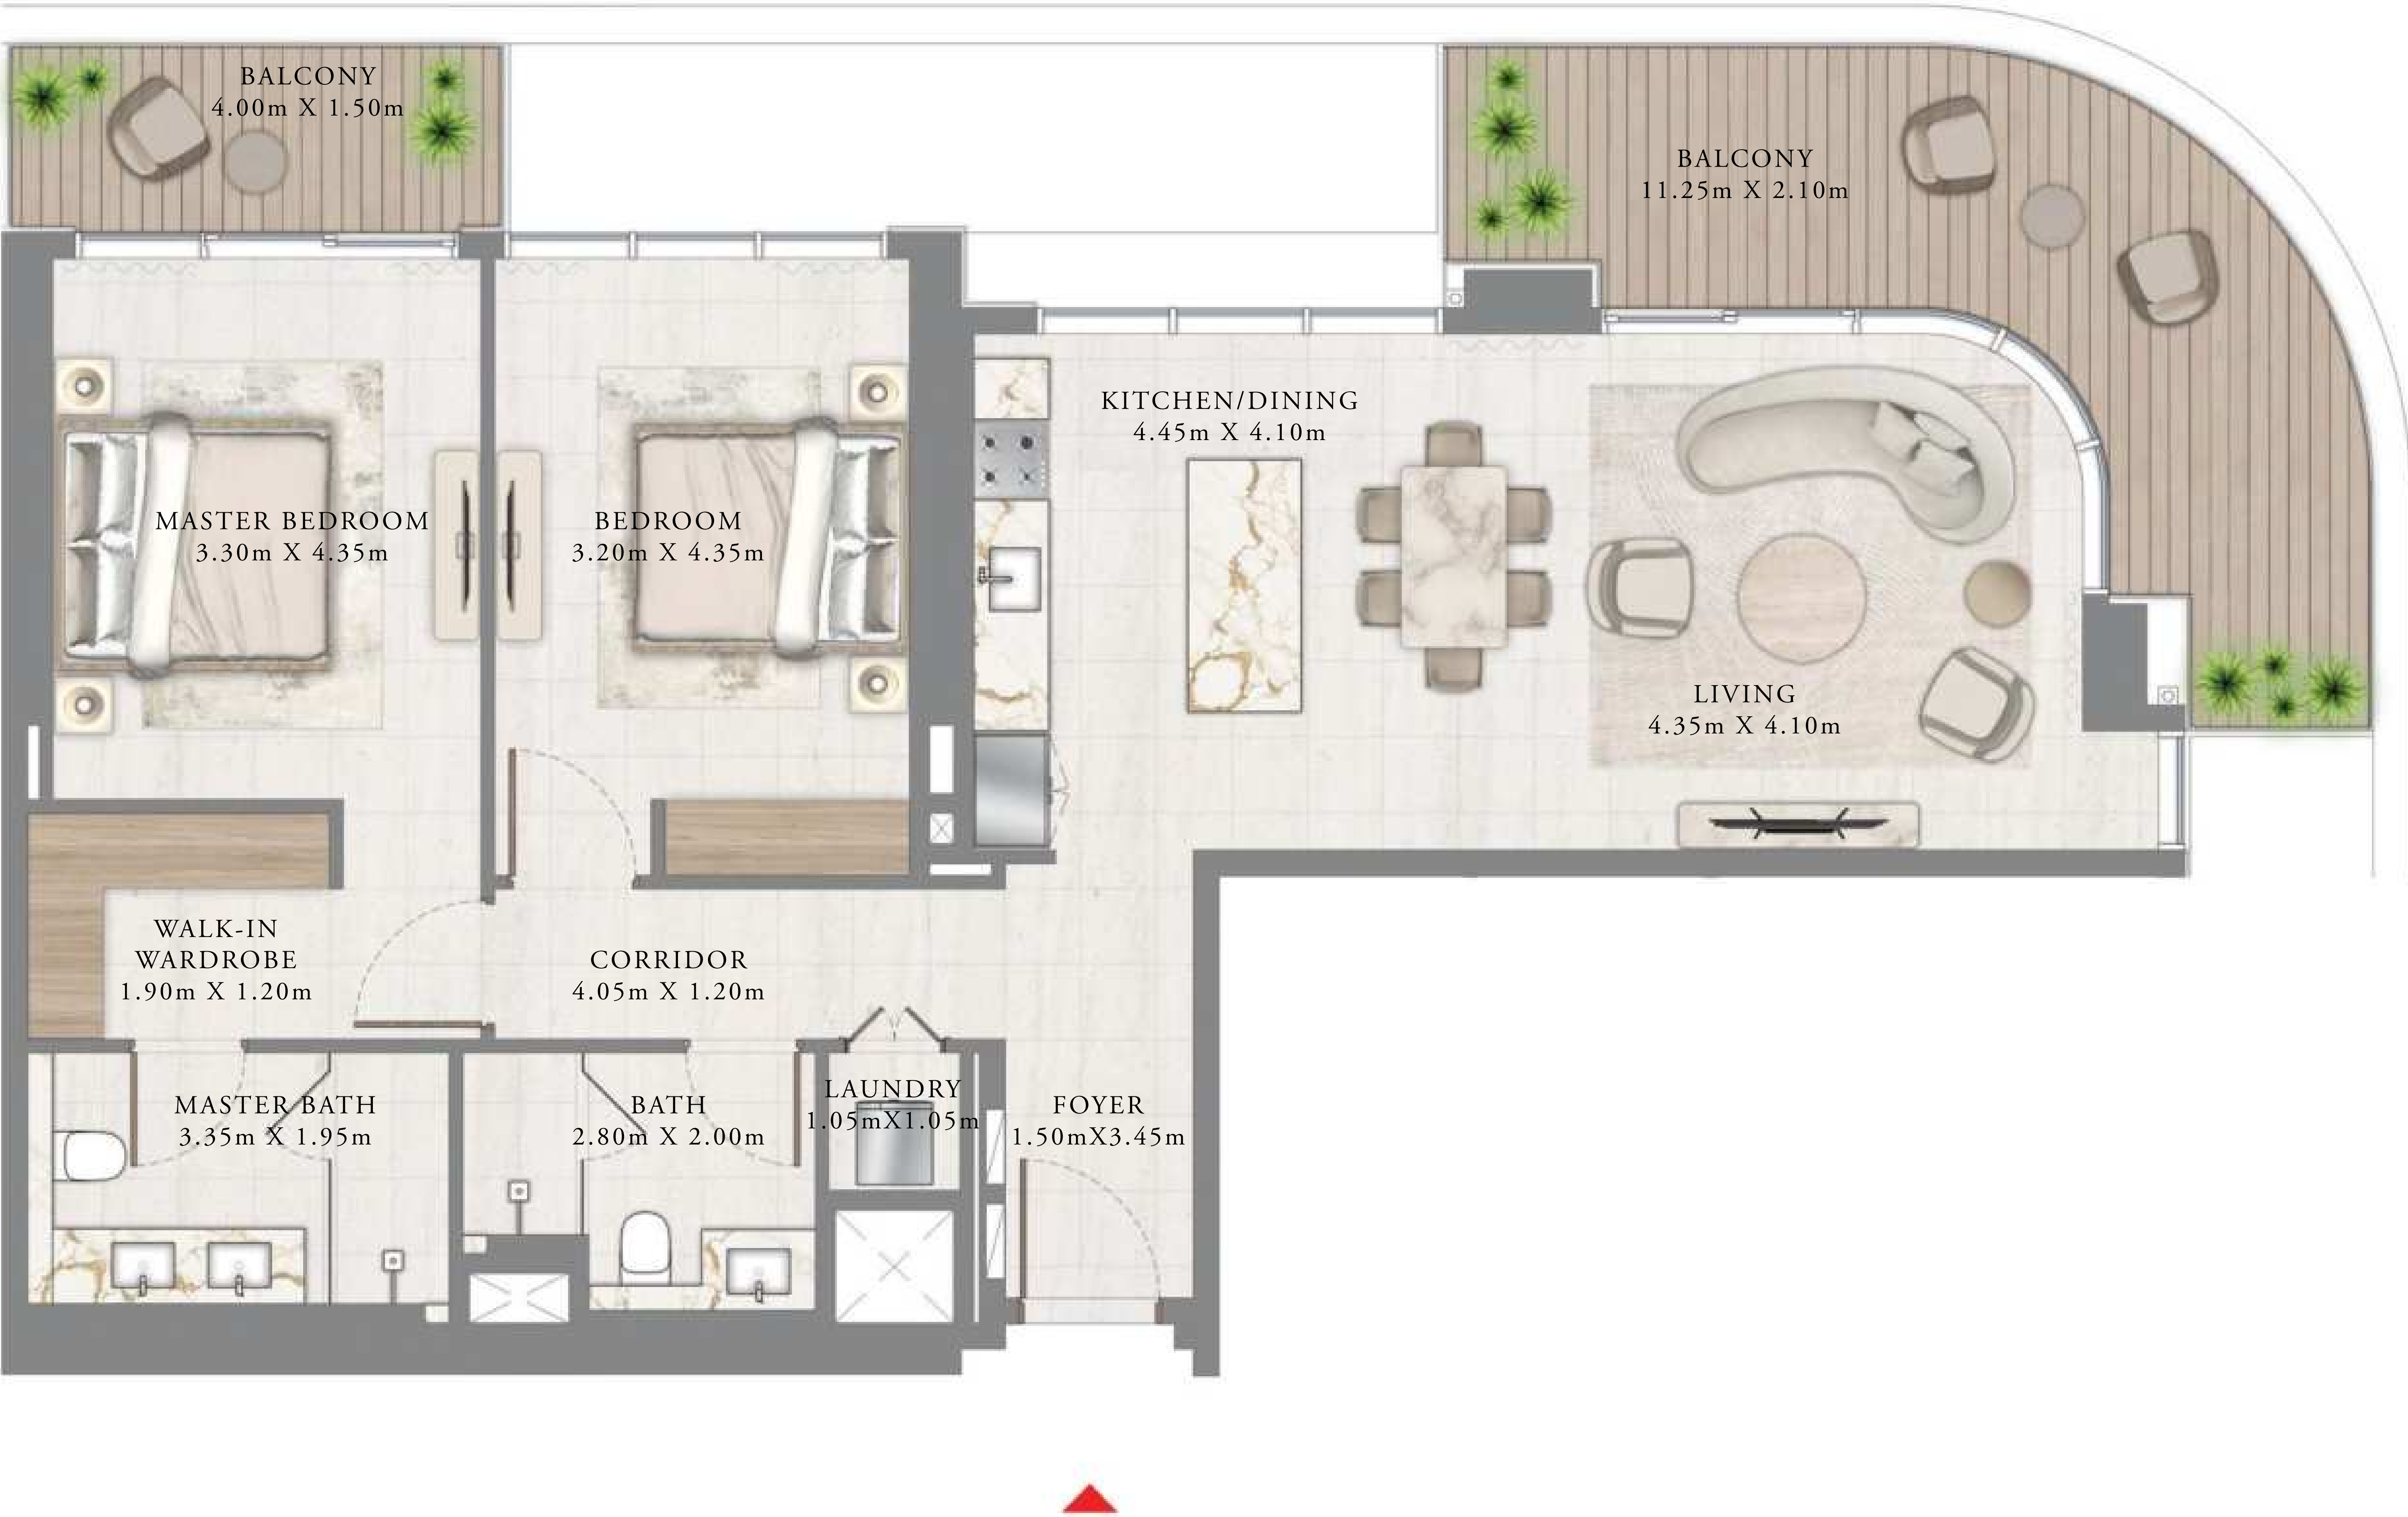 BALCONY
4.00m X 1.50m
BALCONY
11.25m X 2.10m
KITCHEN/DINING
4.45m X 4.10m
MASTER BEDROOM
3.30m X 4.35m
BEDROOM
3.20m X 4.35m
LIVING
4.35m X 4.10m
WALK-IN
WARDROBE
1.90m X 1.20m
CORRIDOR
4.05m X 1.20m
MASTER BATH
3.35m X 1.95m
BATH
2.80m X 2.00m
LAUNDRY
1.05mX1.05m
FOYER
1.50mX3.45m